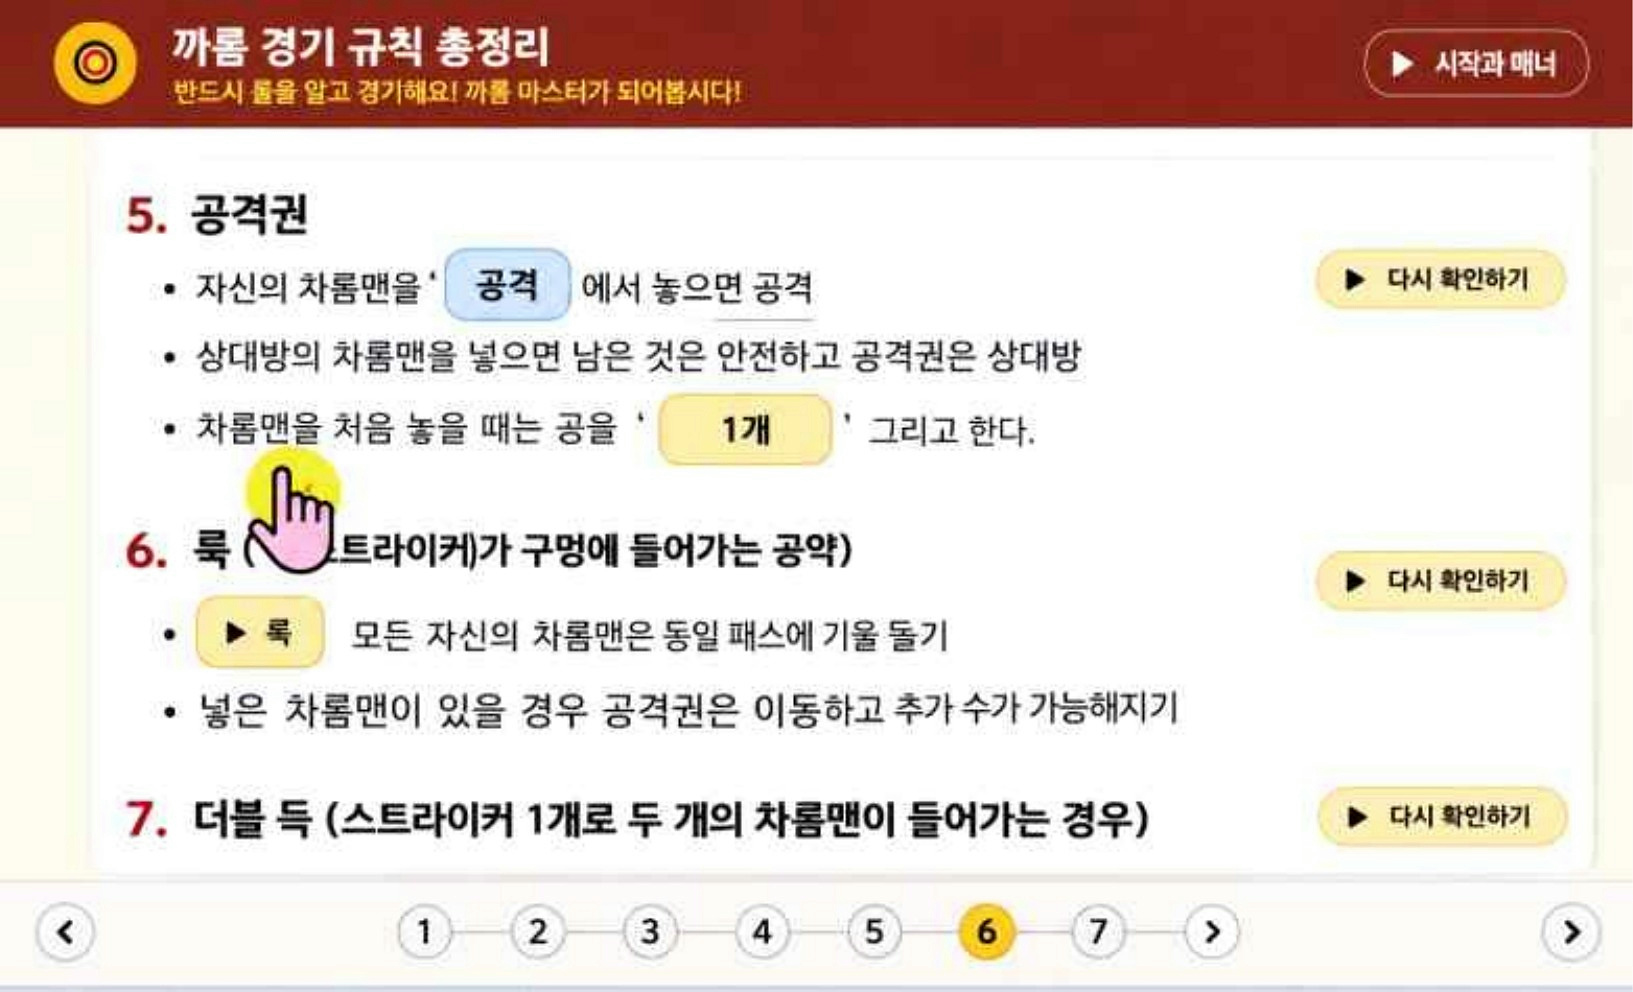 까롬 경기 규칙 총정리
반드시 룰을 알고 경기해요! 까롬 마스터가 되어봅시다!
▶ 시작과 매너
5. 공격권
• 자신의 차롬맨을 ‘ 공격 에서 놓으면 공격
▶ 다시 확인하기
• 상대방의 차롬맨을 넣으면 남은 것은 안전하고 공격권은 상대방
• 차롬맨을 처음 놓을 때는 공을 ‘ 1개 ’ 그리고 한다.
6. 룩 ( 트라이커)가 구멍에 들어가는 공약)
▶ 다시 확인하기
• ▶ 룩 모든 자신의 차롬맨은 동일 패스에 기울 돌기
• 넣은 차롬맨이 있을 경우 공격권은 이동하고 추가 수가 가능해지기
7. 더블 득 (스트라이커 1개로 두 개의 차롬맨이 들어가는 경우)
▶ 다시 확인하기
1 2 3 4 5 6 7